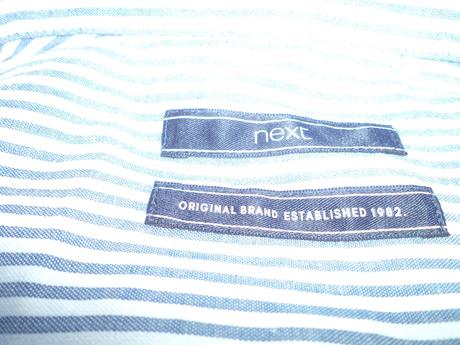 next
ORIGINAL BRAND ESTABLISHED 1982.